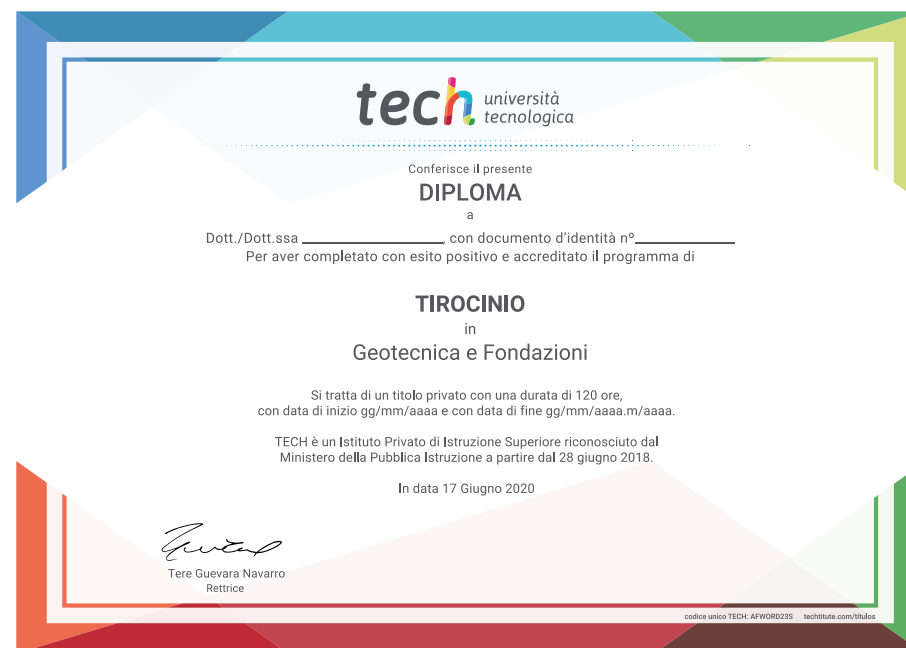 tech università
tecnologica
Conferisce il presente
DIPLOMA
a
Dott./Dott.ssa ____________________, con documento d'identità nº______________
Per aver completato con esito positivo e accreditato il programma di
TIROCINIO
in
Geotecnica e Fondazioni
Si tratta di un titolo privato con una durata di 120 ore,
con data di inizio gg/mm/aaaa e con data di fine gg/mm/aaaa.m/aaaa.
TECH è un Istituto Privato di Istruzione Superiore riconosciuto dal
Ministero della Pubblica Istruzione a partire dal 28 giugno 2018.
In data 17 Giugno 2020
Tere Guevara Navarro
Rettrice
codice unico TECH: AFWORD23S techtitute.com/titulos